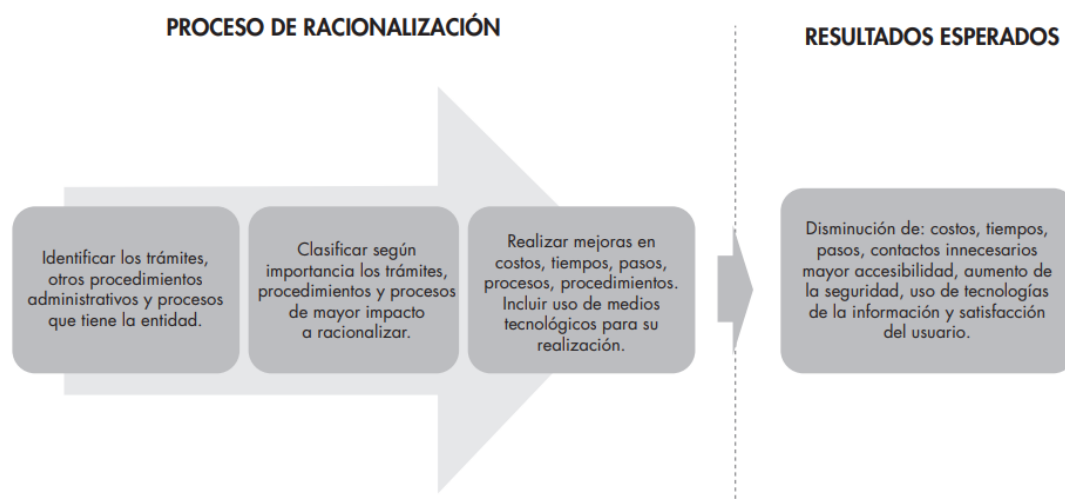 PROCESO DE RACIONALIZACIÓN
RESULTADOS ESPERADOS
Identificar los trámites,
otros procedimientos
administrativos y procesos
que tiene la entidad.
Clasificar según
importancia los trámites,
procedimientos y procesos
de mayor impacto
a racionalizar.
Realizar mejoras en
costos, tiempos, pasos,
procesos, procedimientos.
Incluir uso de medios
tecnológicos para su
realización.
Disminución de: costos, tiempos,
pasos, contactos innecesarios
mayor accesibilidad, aumento de
la seguridad, uso de tecnologías
de la información y satisfacción
del usuario.